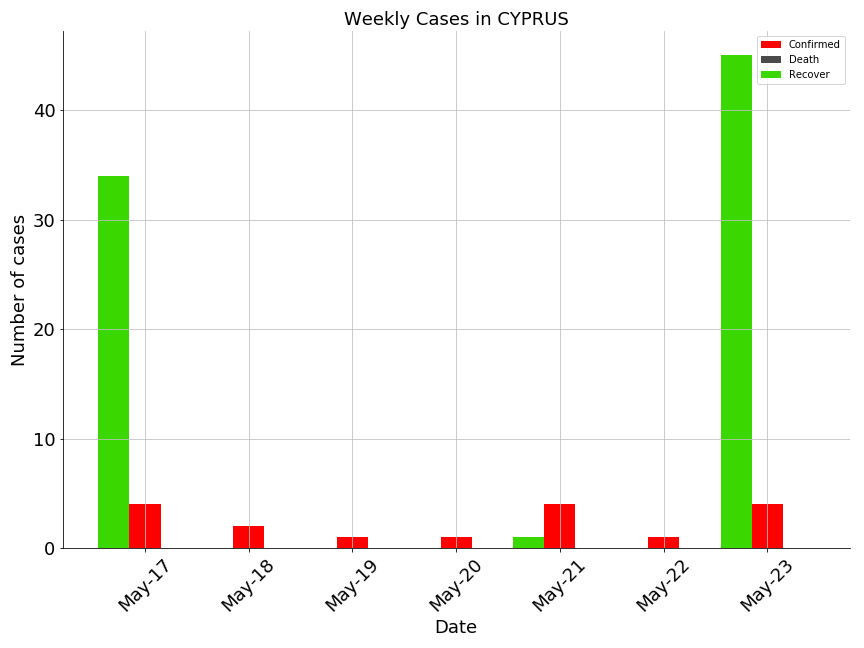 Weekly Cases in CYPRUS
Confirmed
Death
Recover
Number of cases
40
30
20
10
0
May-17
May-18
May-19
May-20
May-21
May-22
May-23
Date